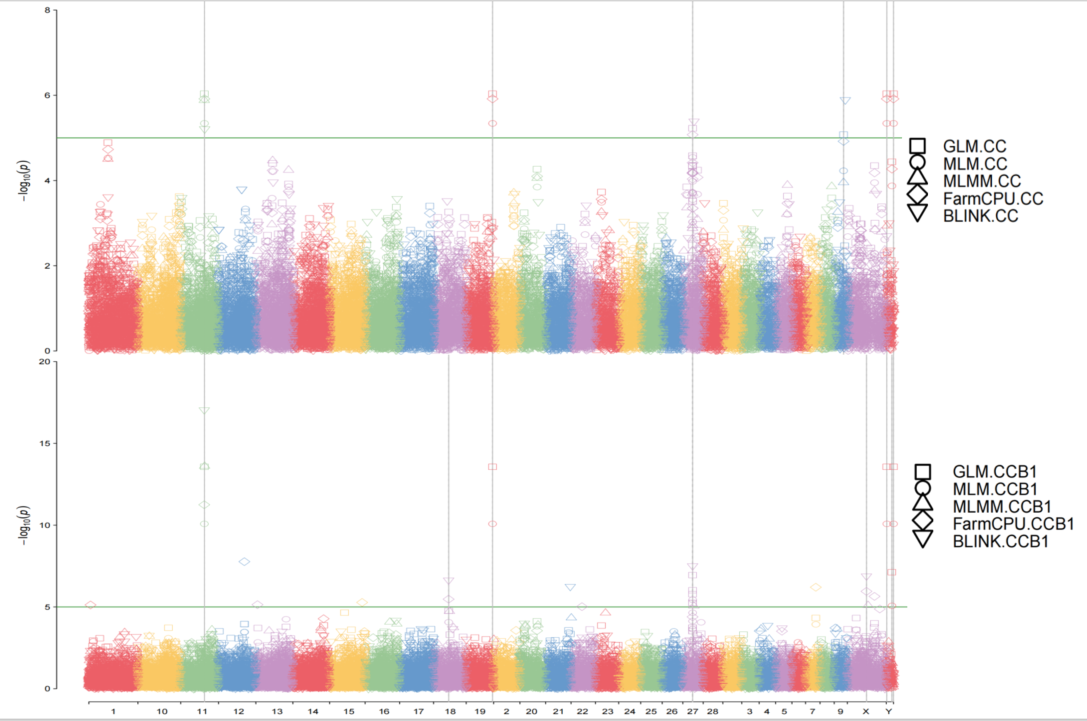 8
6
4
2
0
−log₁₀(p)
GLM.CC
MLM.CC
MLMM.CC
FarmCPU.CC
BLINK.CC
20
15
10
5
0
−log₁₀(p)
GLM.CCB1
MLM.CCB1
MLMM.CCB1
FarmCPU.CCB1
BLINK.CCB1
1 10 11 12 13 14 15 16 17 18 19 2 20 21 22 23 24 25 26 27 28 3 4 5 7 9 X Y